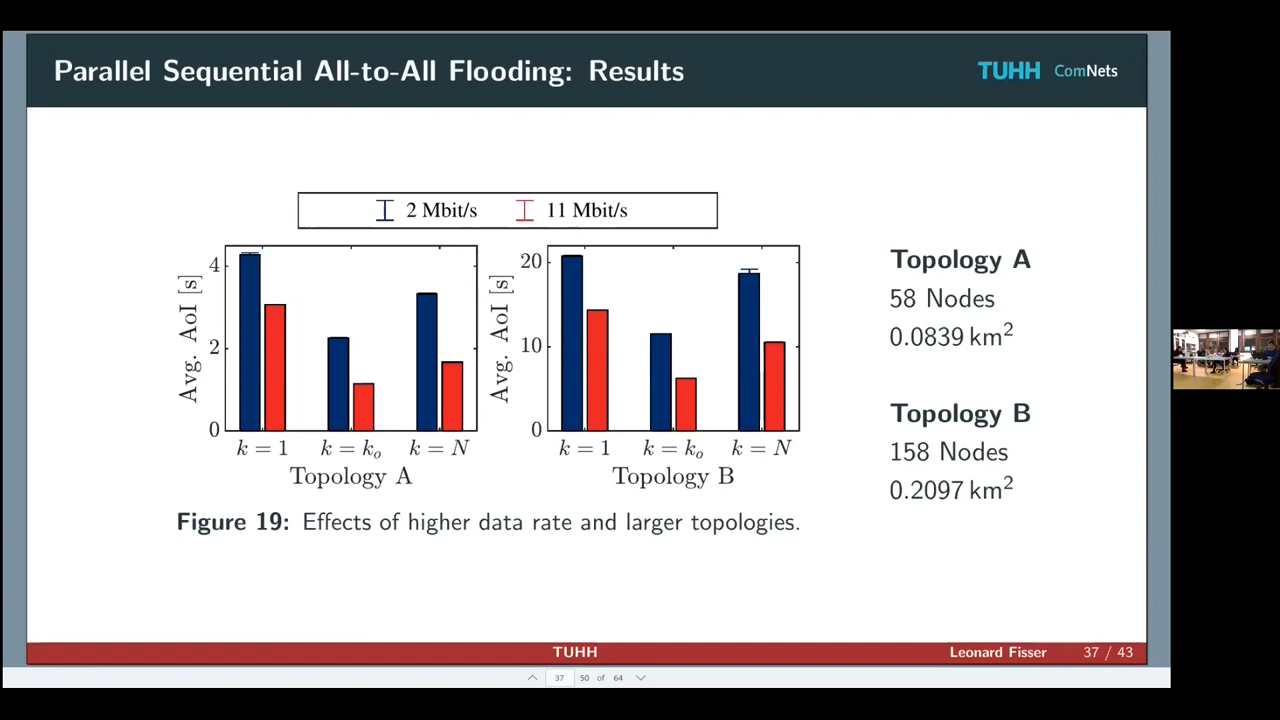 Parallel Sequential All-to-All Flooding: Results
TUHH ComNets
2 Mbit/s 11 Mbit/s
Avg. AoI [s]
4
2
0
k = 1 k = kₒ k = N
Topology A
Avg. AoI [s]
20
10
0
k = 1 k = kₒ k = N
Topology B
Figure 19: Effects of higher data rate and larger topologies.
Topology A
58 Nodes
0.0839 km²
Topology B
158 Nodes
0.2097 km²
TUHH Leonard Fisser 37 / 43
37 50 of 64